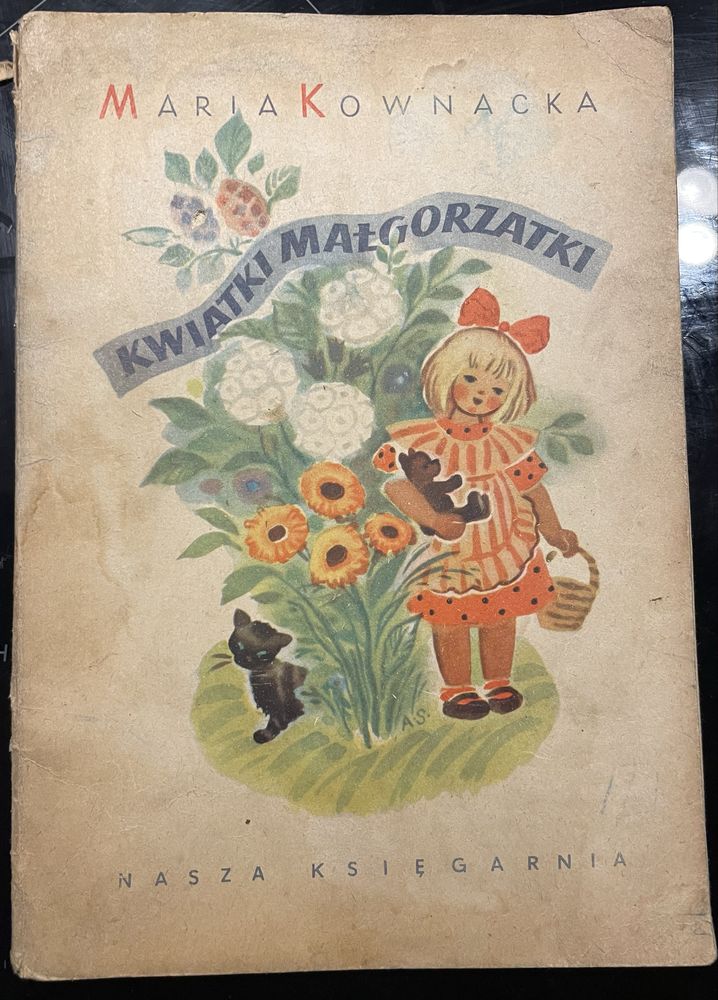 MARIA KOWNACKA
KWIATKI MAŁGORZATKI
A.S.
NASZA KSIĘGARNIA